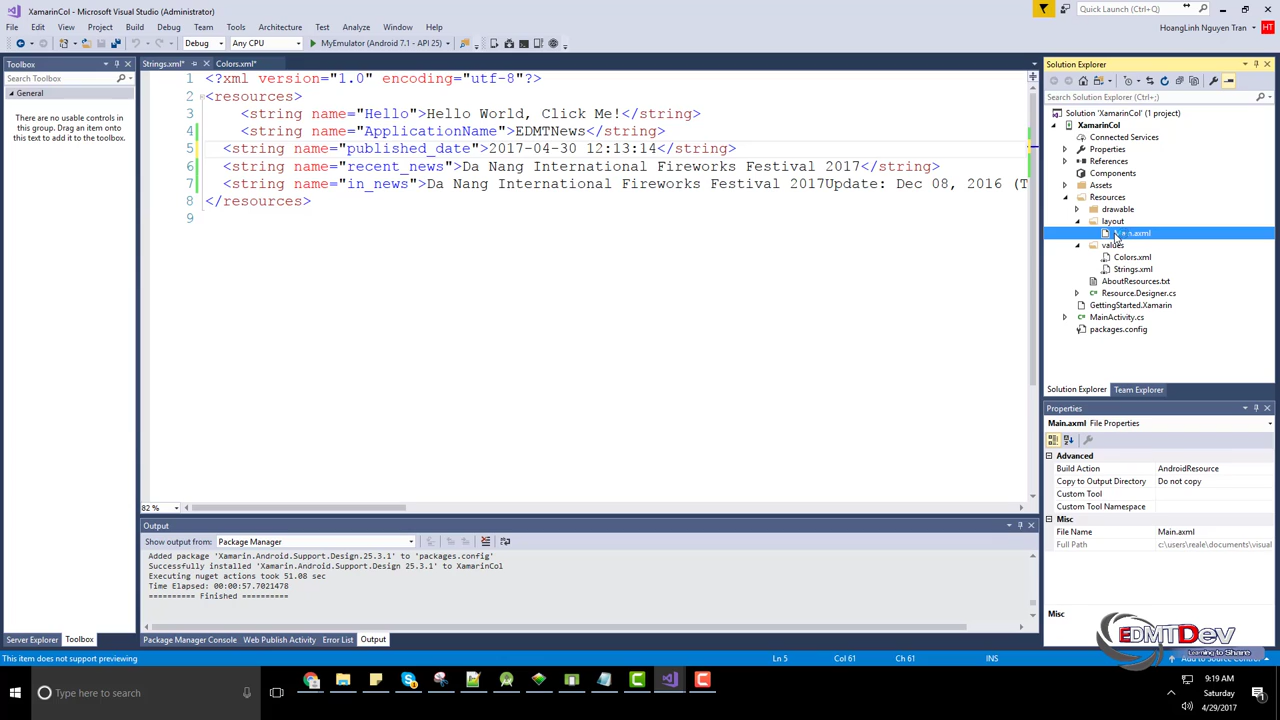 XamarinCol - Microsoft Visual Studio (Administrator)
Quick Launch (Ctrl+Q)
File Edit View Project Build Debug Team Tools Test Analyze Window Help
HoangLinh Nguyen Tran HT
Debug Any CPU MyEmulator (Android 7.1 - API 25)
Toolbox
Search Toolbox
General
There are no usable controls in
this group. Drag an item onto
this text to add it to the toolbox.
Strings.xml* Colors.xml*
1 <?xml version="1.0" encoding="utf-8"?>
2 <resources>
3 <string name="Hello">Hello World, Click Me!</string>
4 <string name="ApplicationName">EDMTNews</string>
5 <string name="published_date">2017-04-30 12:13:14</string>
6 <string name="recent_news">Da Nang International Fireworks Festival 2017</string>
7 <string name="in_news">Da Nang International Fireworks Festival 2017Update: Dec 08, 2016 (T
8 </resources>
9
82 %
Solution Explorer
Search Solution Explorer (Ctrl+;)
Solution 'XamarinCol' (1 project)
XamarinCol
Connected Services
Properties
References
Components
Assets
Resources
drawable
layout
Main.axml
values
Colors.xml
Strings.xml
AboutResources.txt
Resource.Designer.cs
GettingStarted.Xamarin
MainActivity.cs
packages.config
Solution Explorer Team Explorer
Properties
Main.axml File Properties
Advanced
Build Action AndroidResource
Copy to Output Directory Do not copy
Custom Tool
Custom Tool Namespace
Misc
File Name Main.axml
Full Path c:\users\reale\documents\visual
Misc
Output
Show output from: Package Manager
Added package 'Xamarin.Android.Support.Design.25.3.1' to 'packages.config'
Successfully installed 'Xamarin.Android.Support.Design 25.3.1' to XamarinCol
Executing nuget actions took 51.08 sec
Time Elapsed: 00:00:57.7021478
========== Finished ==========
Server Explorer Toolbox
Package Manager Console Web Publish Activity Error List Output
EDMTDev
Learning to Share
This item does not support previewing Ln 5 Col 61 Ch 61 INS Add to Source Control
Type here to search
9:19 AM
Saturday
4/29/2017